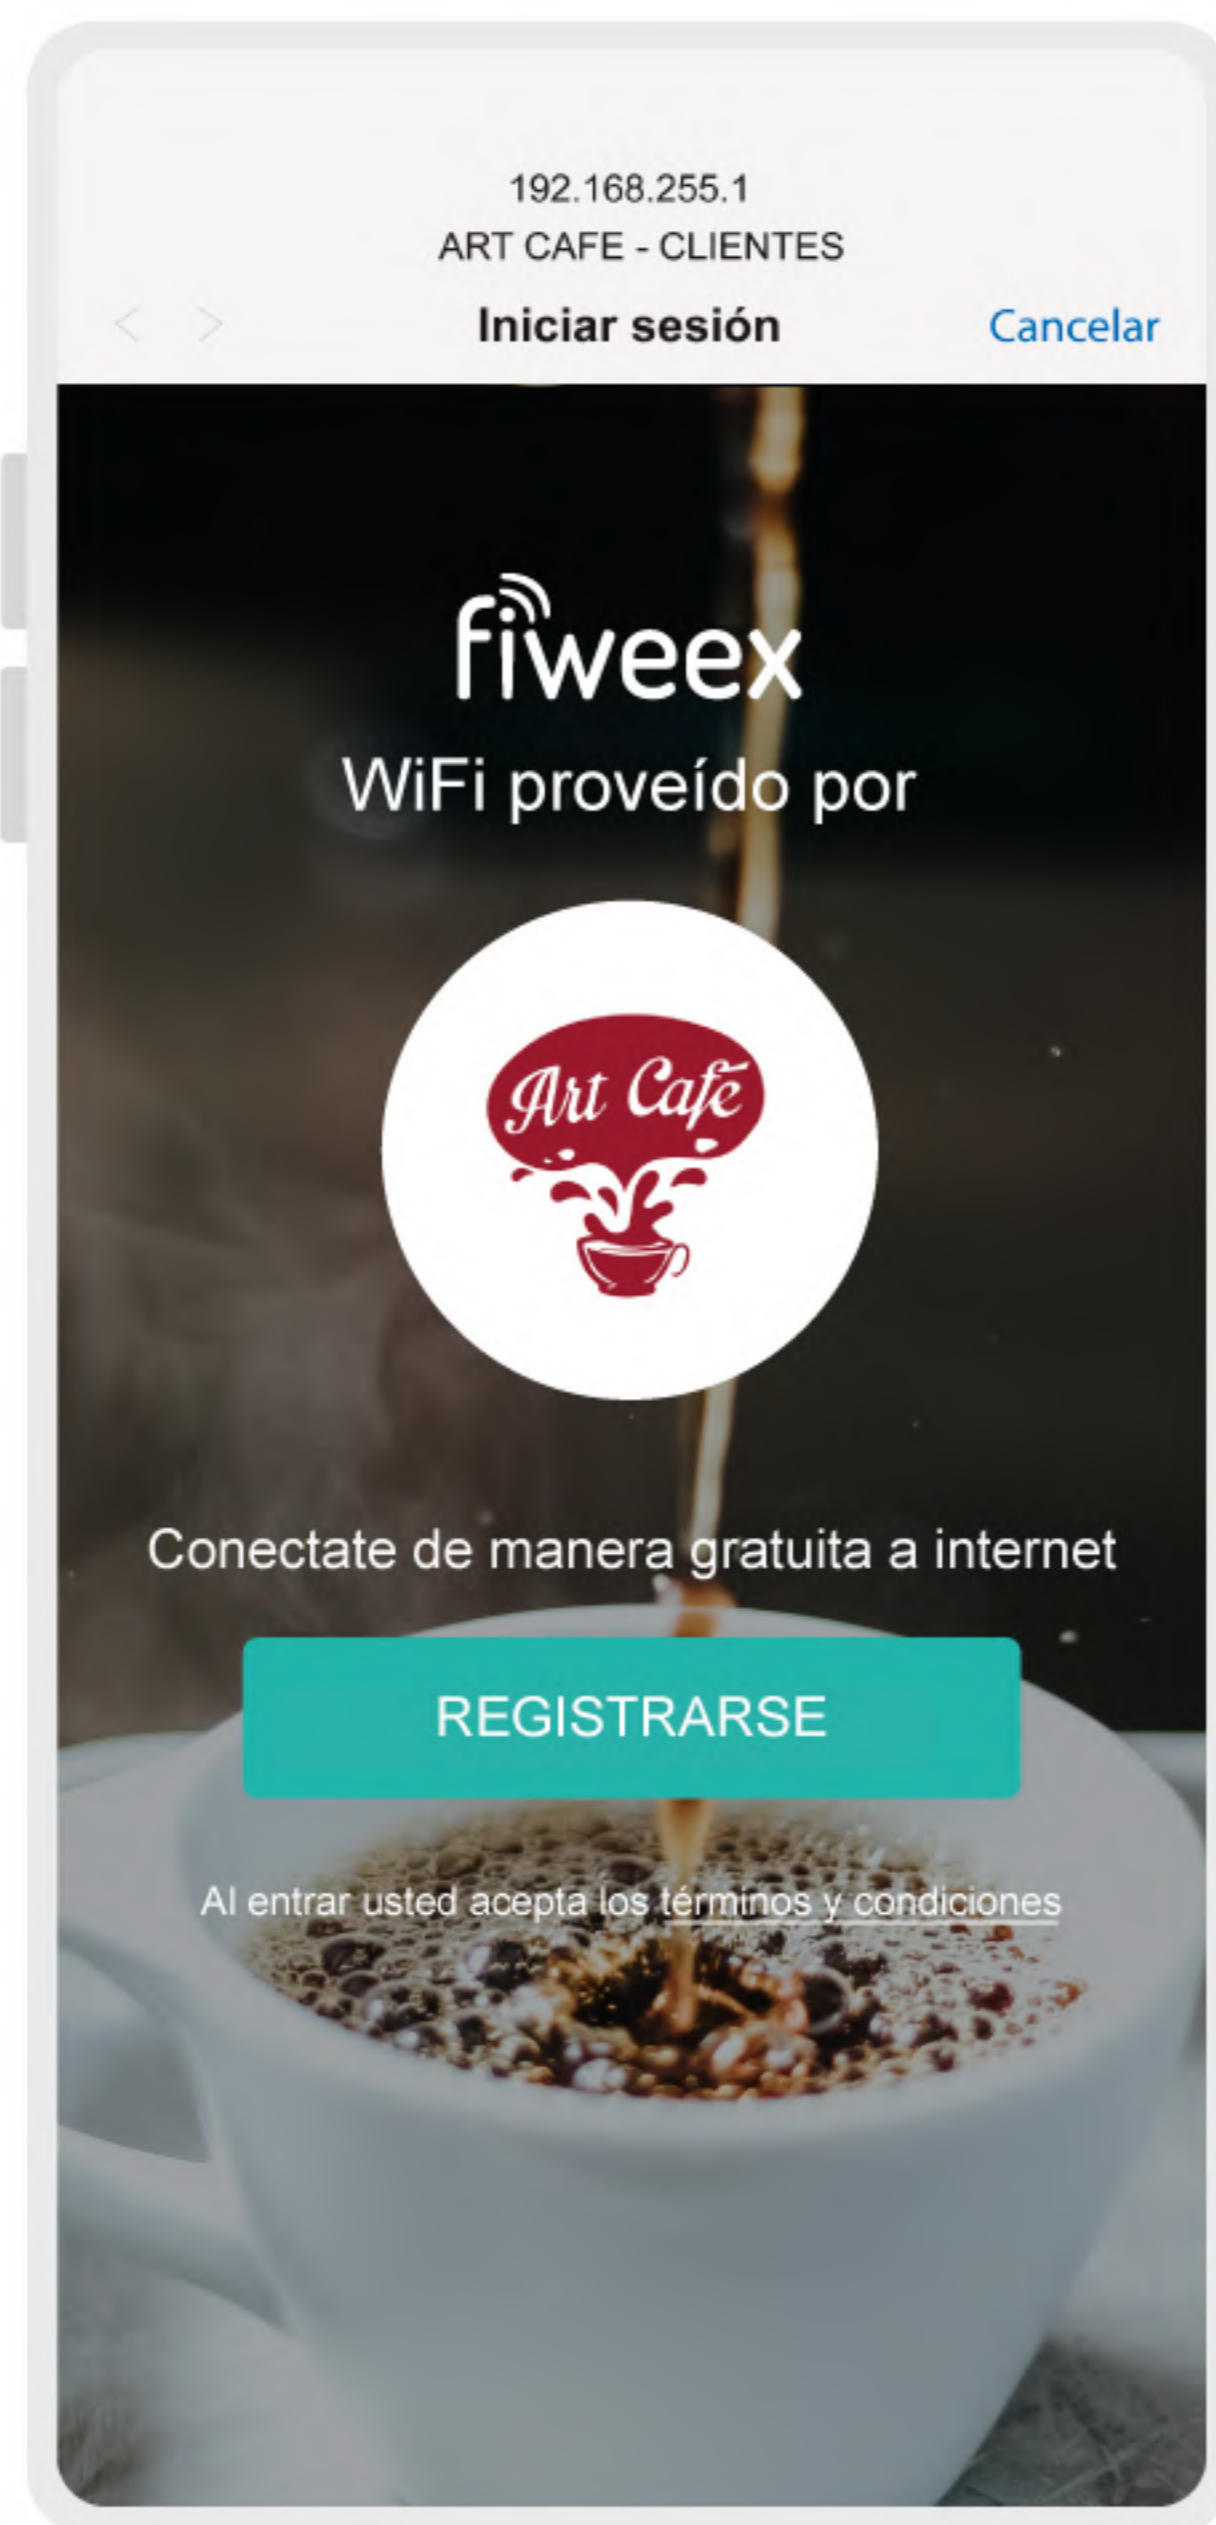 192.168.255.1
ART CAFE - CLIENTES
< >
Iniciar sesión
Cancelar
fiweex
WiFi proveído por
Art Café
Conectate de manera gratuita a internet
REGISTRARSE
Al entrar usted acepta los términos y condiciones